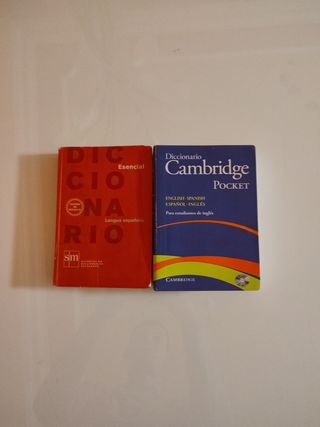 DIC
Esencial
CCIO
NA
Lengua española
RIO
sm
Diccionario
Cambridge
POCKET
ENGLISH-SPANISH
ESPAÑOL-INGLÉS
Para estudiantes de inglés
CAMBRIDGE